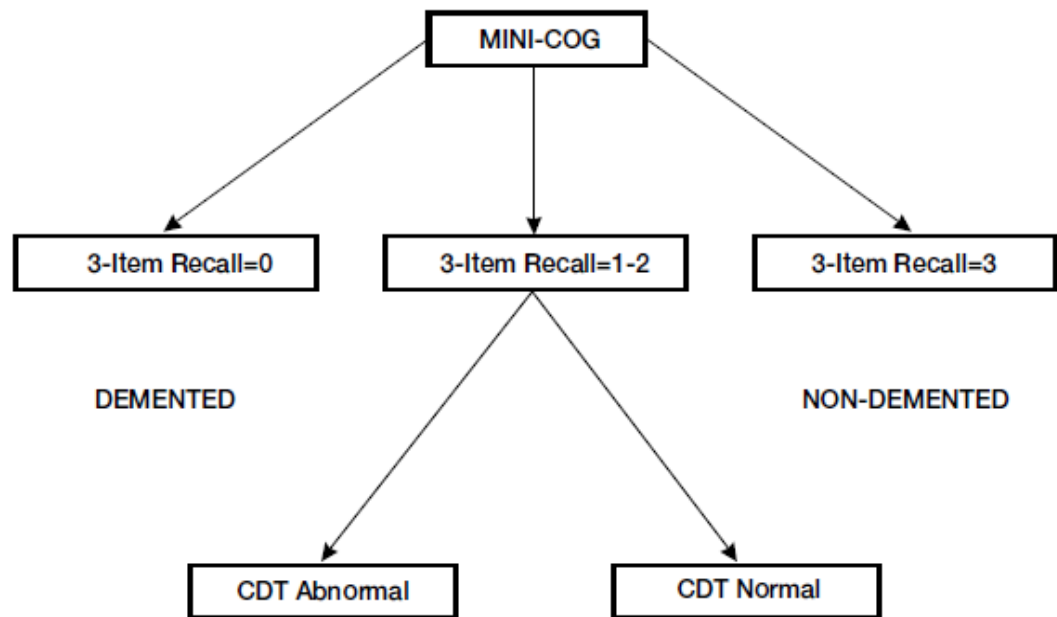 MINI-COG
3-Item Recall=0
3-Item Recall=1-2
3-Item Recall=3
DEMENTED
NON-DEMENTED
CDT Abnormal
CDT Normal